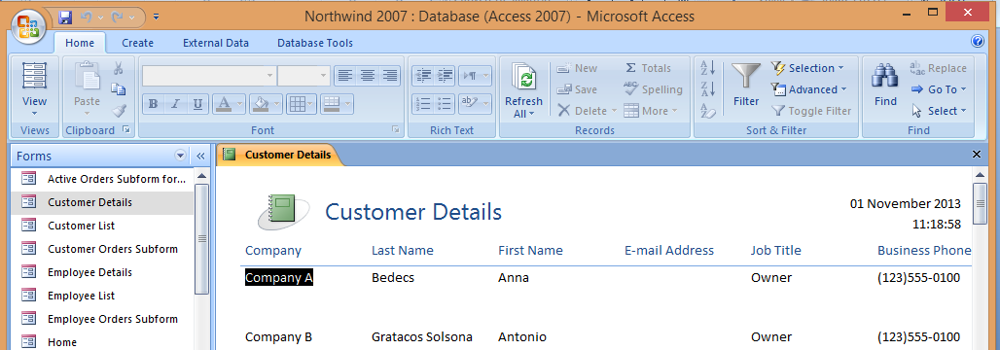 Northwind 2007 : Database (Access 2007) - Microsoft Access
Home Create External Data Database Tools
View
Views
Paste
Clipboard
B I U A
Font
Rich Text
Refresh
All
New Σ Totals
Save ABC Spelling
Delete More
Records
A Z
Z A
Filter
Selection
Advanced
Toggle Filter
Sort & Filter
Find
Replace
Go To
Select
Find
Forms
Active Orders Subform for...
Customer Details
Customer List
Customer Orders Subform
Employee Details
Employee List
Employee Orders Subform
Home
Customer Details
Customer Details
01 November 2013
11:18:58
Company Last Name First Name E-mail Address Job Title Business Phone
Company A Bedecs Anna Owner (123)555-0100
Company B Gratacos Solsona Antonio Owner (123)555-0100